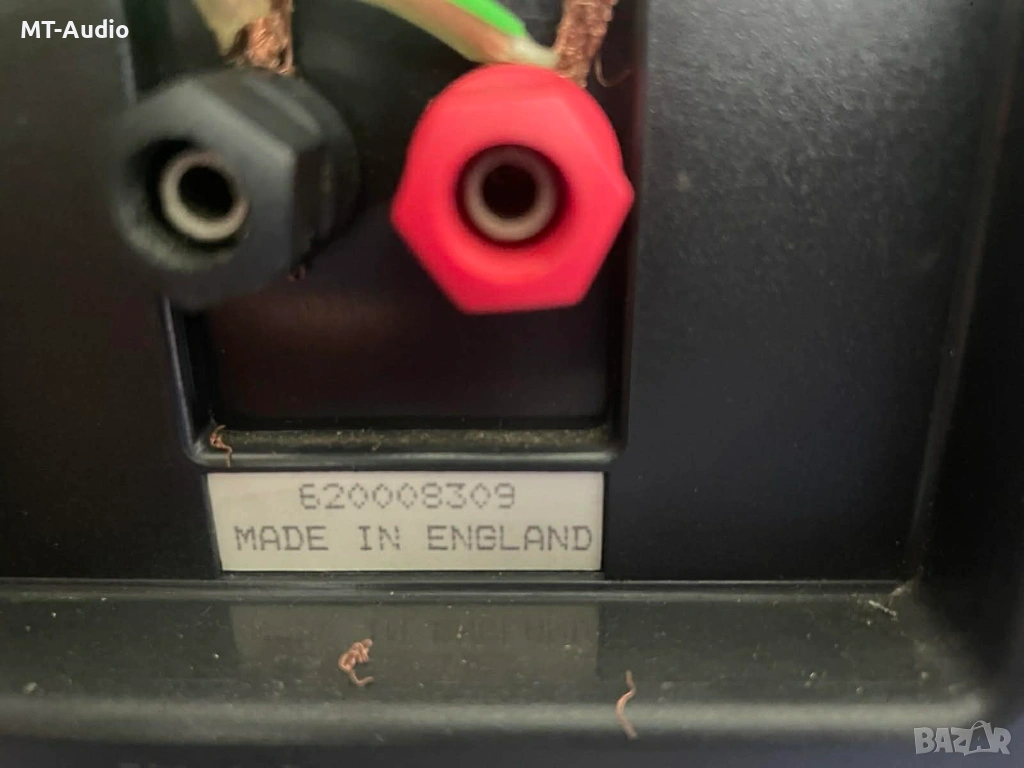 MT-Audio
620008309
MADE IN ENGLAND
BAZAR